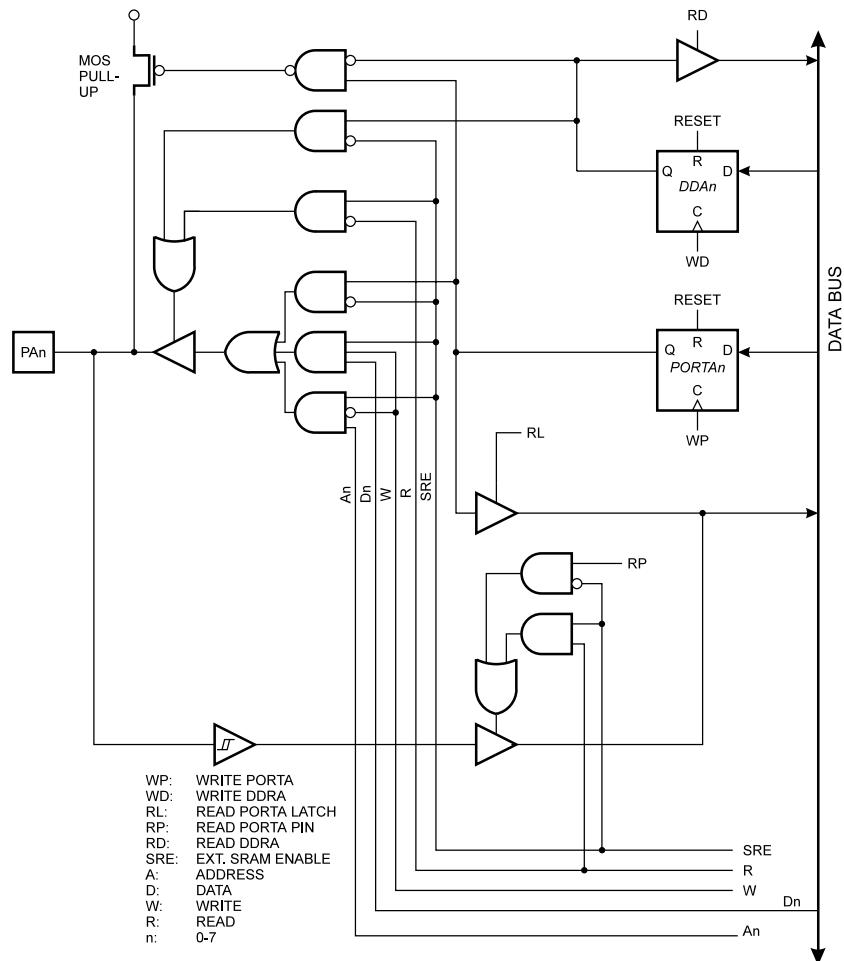 RD
MOS
PULL-
UP
RESET
R
Q
D
DDAn
C
WD
DATA BUS
RESET
PAn
R
Q
D
PORTAn
C
WP
RL
An
Dn
W
R
SRE
RP
WP: WRITE PORTA
WD: WRITE DDRA
RL: READ PORTA LATCH
RP: READ PORTA PIN
RD: READ DDRA
SRE: EXT. SRAM ENABLE
A: ADDRESS
D: DATA
W: WRITE
R: READ
n: 0-7
SRE
R
W
Dn
An